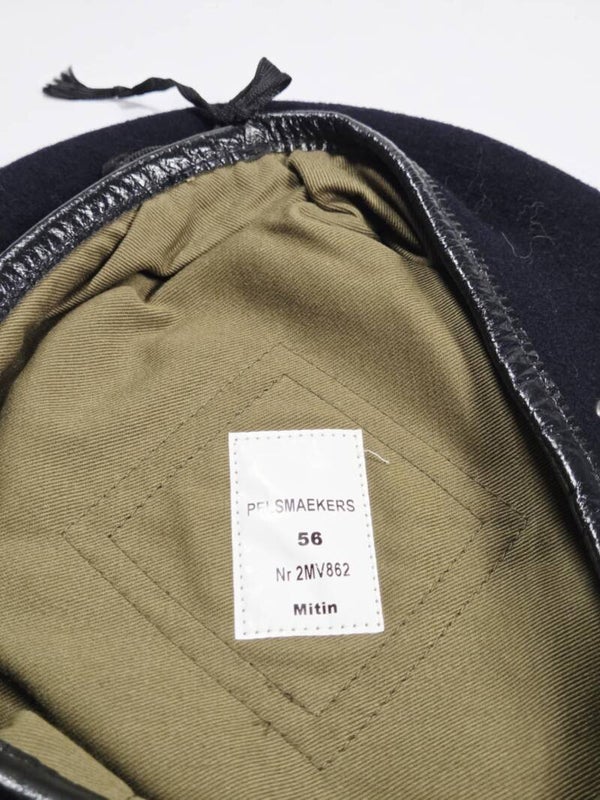 PELSMAEKERS
56
Nr 2MV862
Mitin